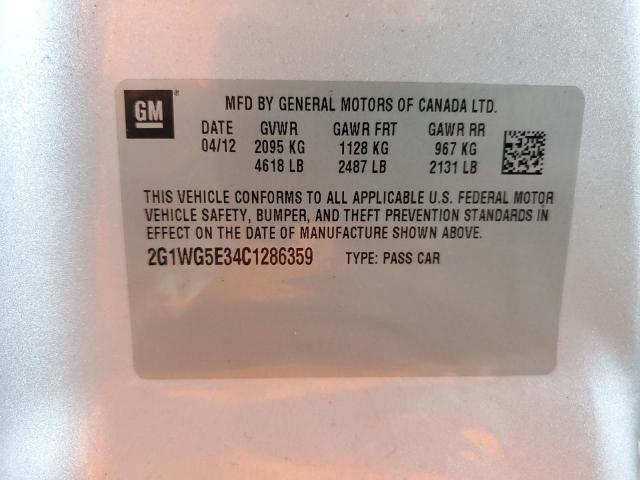 GM
MFD BY GENERAL MOTORS OF CANADA LTD.
DATE GVWR GAWR FRT GAWR RR
04/12 2095 KG 1128 KG 967 KG
4618 LB 2487 LB 2131 LB
THIS VEHICLE CONFORMS TO ALL APPLICABLE U.S. FEDERAL MOTOR
VEHICLE SAFETY, BUMPER, AND THEFT PREVENTION STANDARDS IN
EFFECT ON THE DATE OF MANUFACTURE SHOWN ABOVE.
2G1WG5E34C1286359 TYPE: PASS CAR